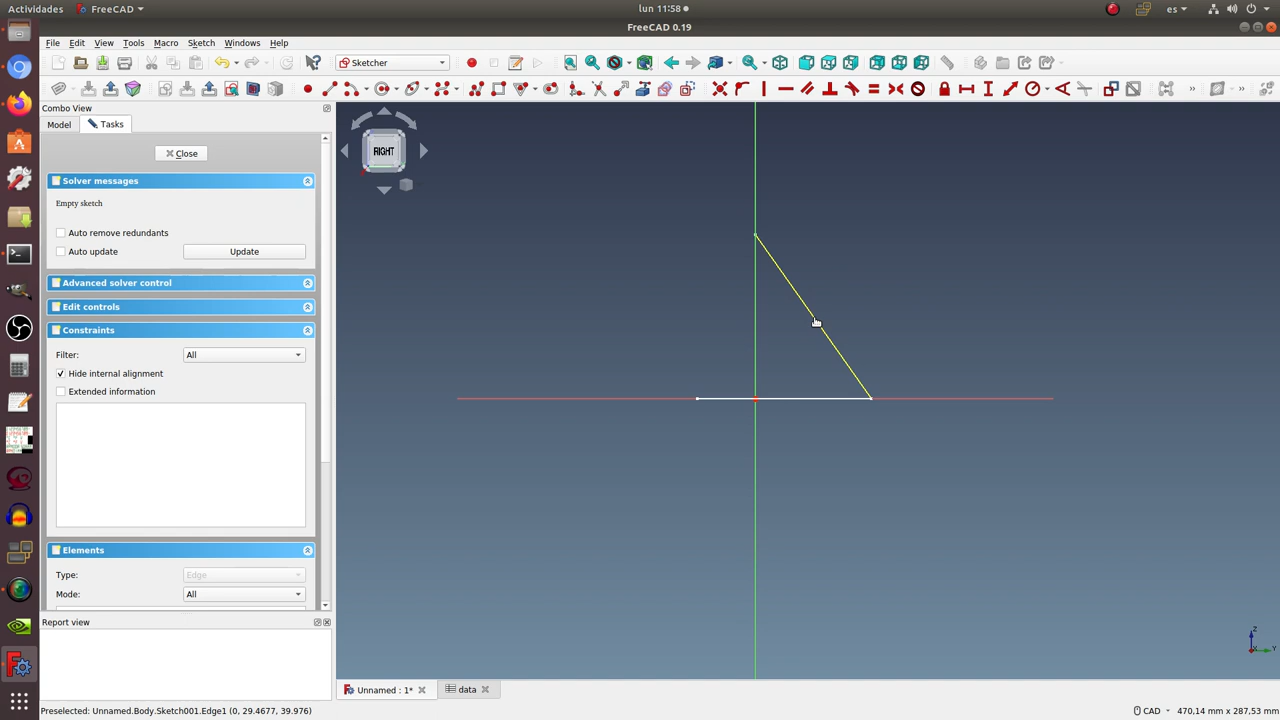 Actividades FreeCAD lun 11:58 es
FreeCAD 0.19
File Edit View Tools Macro Sketch Windows Help
Sketcher
Combo View
Model Tasks
Close
Solver messages
Empty sketch
Auto remove redundants
Auto update Update
Advanced solver control
Edit controls
Constraints
Filter: All
Hide internal alignment
Extended information
Elements
Type: Edge
Mode: All
Report view
RIGHT
Z
Y
Unnamed : 1* data
Preselected: Unnamed.Body.Sketch001.Edge1 (0, 29.4677, 39.976) CAD 470,14 mm x 287,53 mm